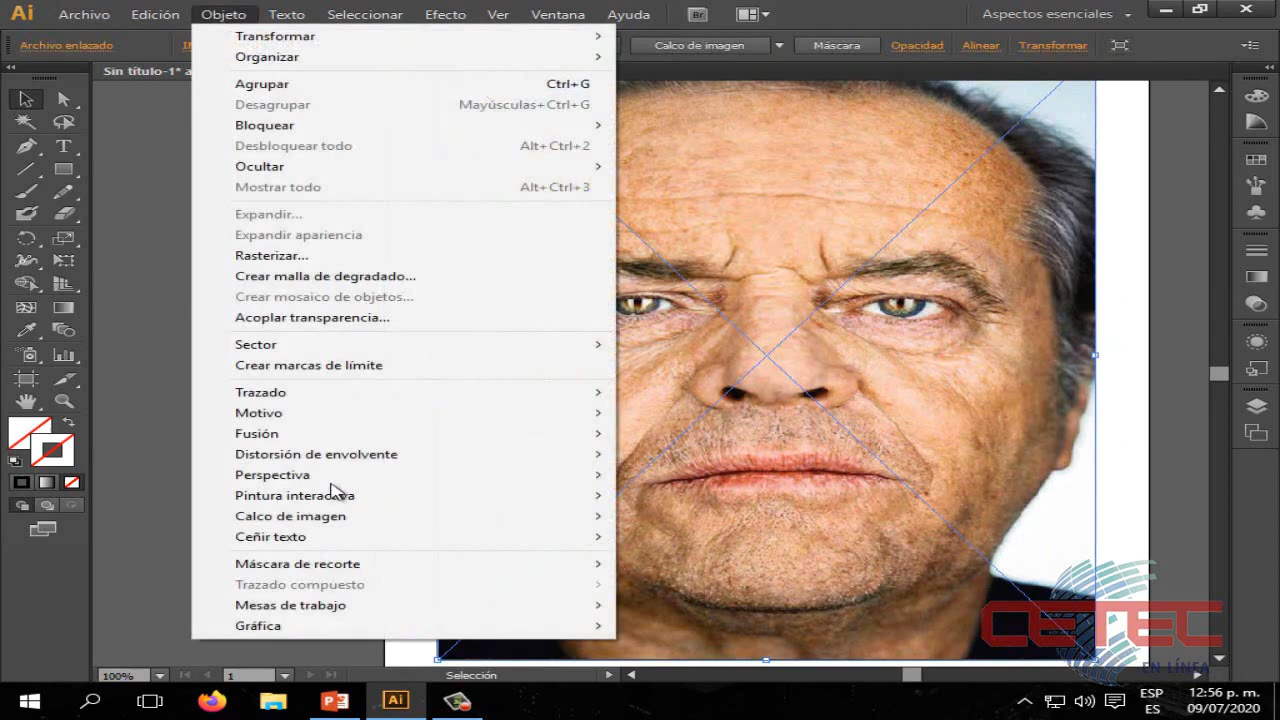 Ai Archivo Edición Objeto Texto Seleccionar Efecto Ver Ventana Ayuda Br Aspectos esenciales
Archivo enlazado Calco de imagen Máscara Opacidad Alinear Transformar
Sin título-1* a
Transformar
Organizar
Agrupar Ctrl+G
Desagrupar Mayúsculas+Ctrl+G
Bloquear
Desbloquear todo Alt+Ctrl+2
Ocultar
Mostrar todo Alt+Ctrl+3
Expandir...
Expandir apariencia
Rasterizar...
Crear malla de degradado...
Crear mosaico de objetos...
Acoplar transparencia...
Sector
Crear marcas de límite
Trazado
Motivo
Fusión
Distorsión de envolvente
Perspectiva
Pintura interactiva
Calco de imagen
Ceñir texto
Máscara de recorte
Trazado compuesto
Mesas de trabajo
Gráfica
CETEC
EN LÍNEA
100% 1 Selección
Ai ESP 12:56 p. m.
ES 09/07/2020